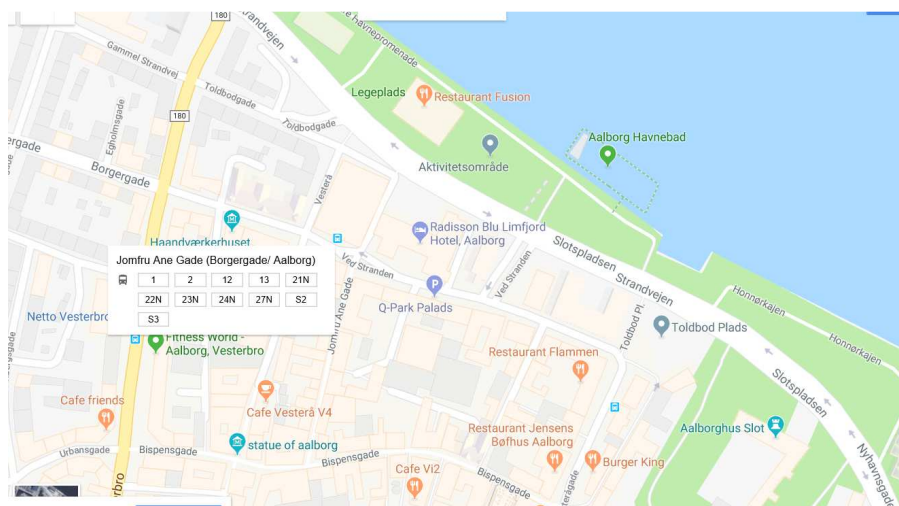 180
Strandvejen
Havnepromenade
Gammel Strandvej
Toldbodgade
Legeplads
Restaurant Fusion
180
Egholmsgade
Toldbodgade
Aalborg Havnebad
Aktivitetsområde
ergade
Borgergade
Vesterå
Haandværkerhuset
Radisson Blu Limfjord
Hotel, Aalborg
Slotspladsen
Strandvejen
Jomfru Ane Gade (Borgergade/ Aalborg)
1 2 12 13 21N
22N 23N 24N 27N S2
S3
Ved Stranden
Ved Stranden
Honnørkajen
P
Q-Park Palads
Jomfru Ane Gade
Netto Vesterbro
Toldbod Pl.
Toldbod Plads
Honnørkajen
Fitness World -
Aalborg, Vesterbro
Restaurant Flammen
Slotspladsen
Cafe friends
Cafe Vesterå V4
Restaurant Jensens
Bøfhus Aalborg
Aalborghus Slot
Urbansgade
Bispensgade
statue of aalborg
Bispensgade
Cafe Vi2
Bispensgade
Burger King
Nyhavnsgade
terbro
terågade